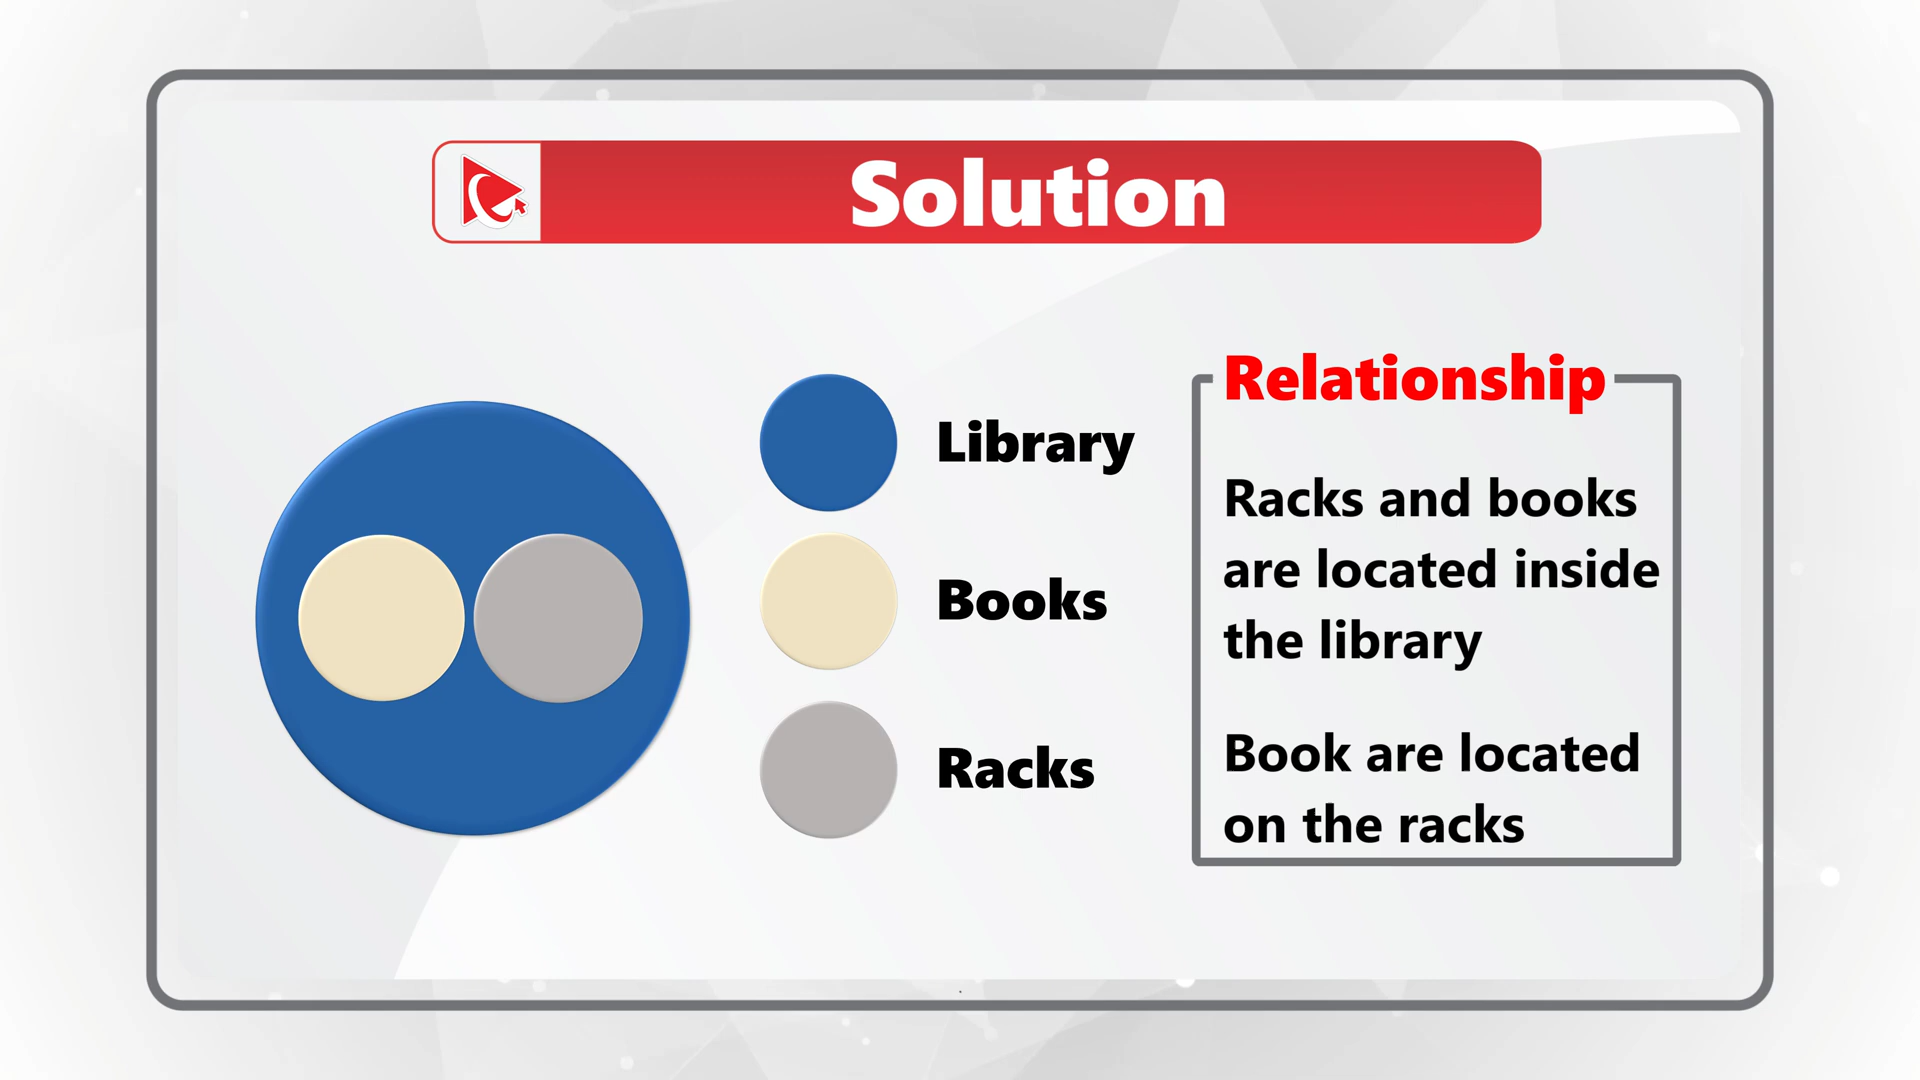 Solution
Library
Books
Racks
Relationship
Racks and books
are located inside
the library
Book are located
on the racks